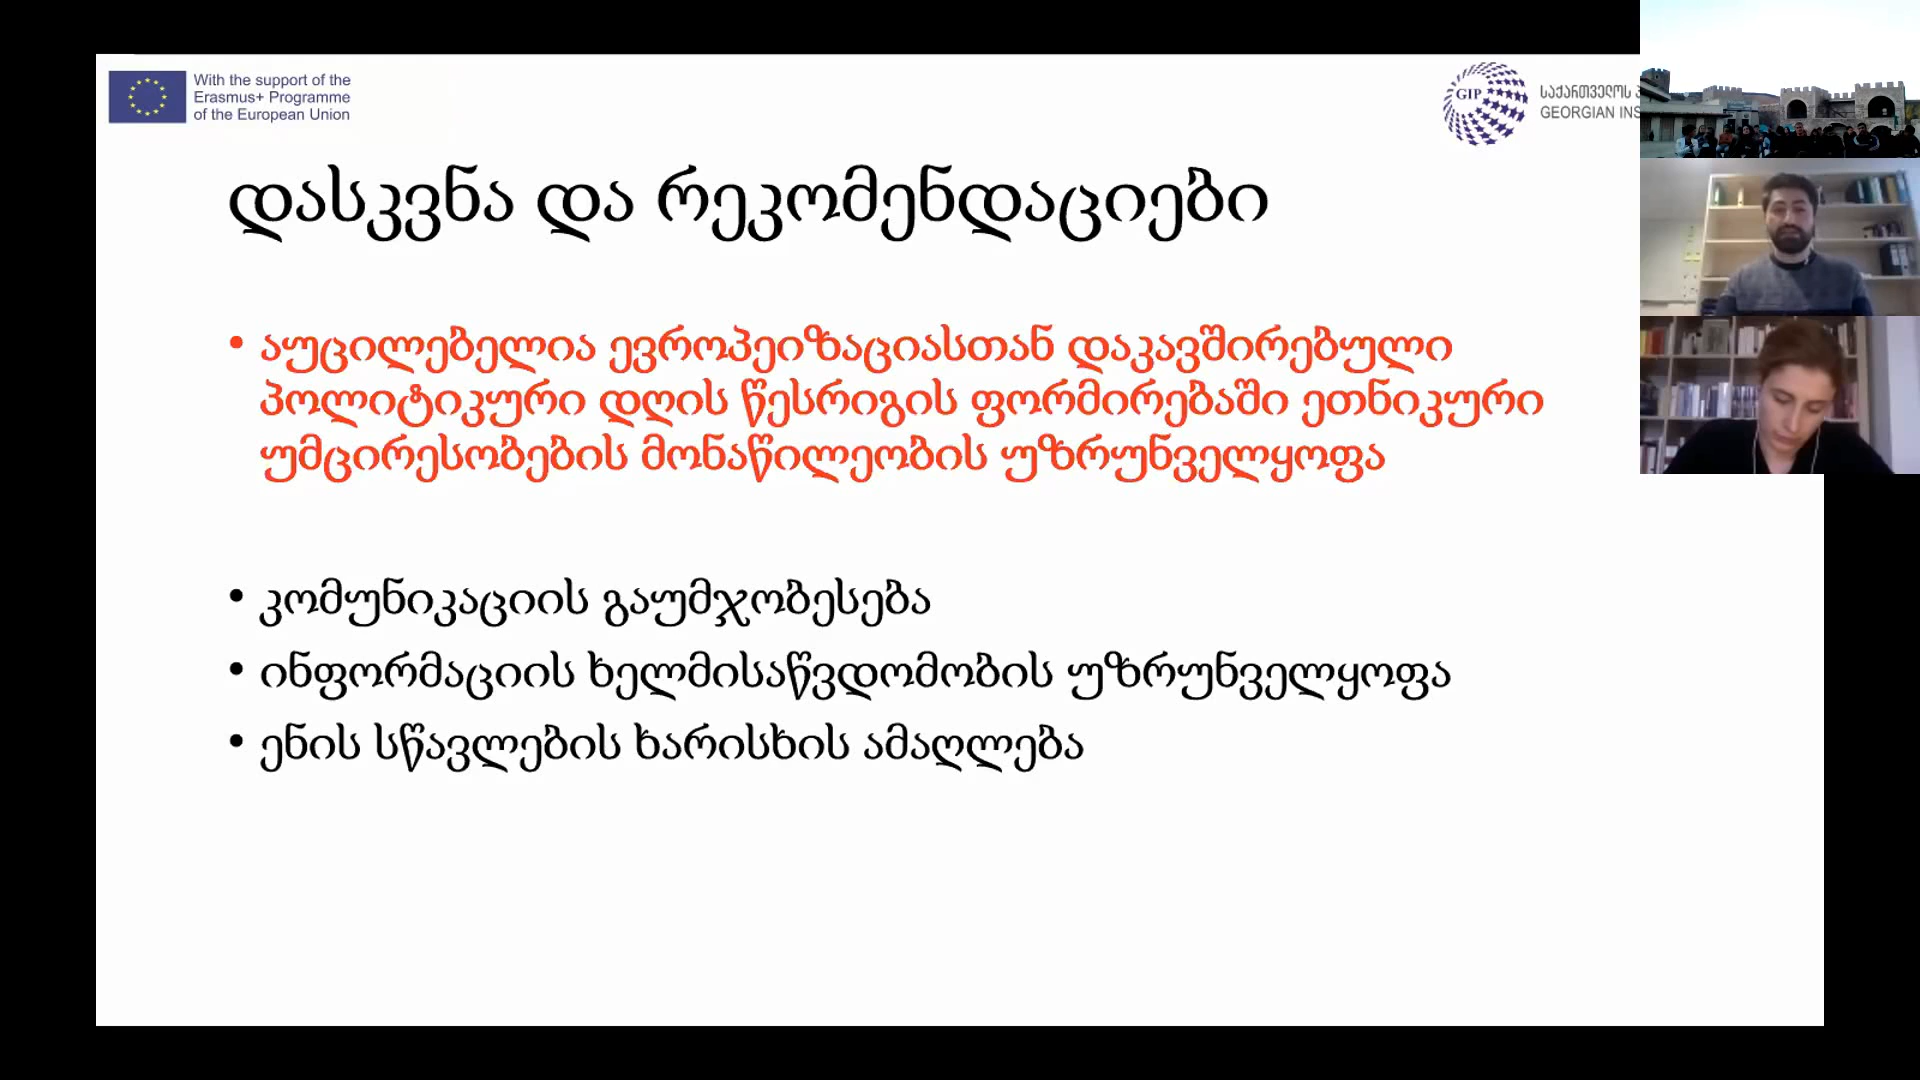 With the support of the
Erasmus+ Programme
of the European Union
GIP
საქართველოს
GEORGIAN
დასკვნა და რეკომენდაციები
• აუცილებელია ევროპეიზაციასთან დაკავშირებული
პოლიტიკური დღის წესრიგის ფორმირებაში ეთნიკური
უმცირესობების მონაწილეობის უზრუნველყოფა
• კომუნიკაციის გაუმჯობესება
• ინფორმაციის ხელმისაწვდომობის უზრუნველყოფა
• ენის სწავლების ხარისხის ამაღლება